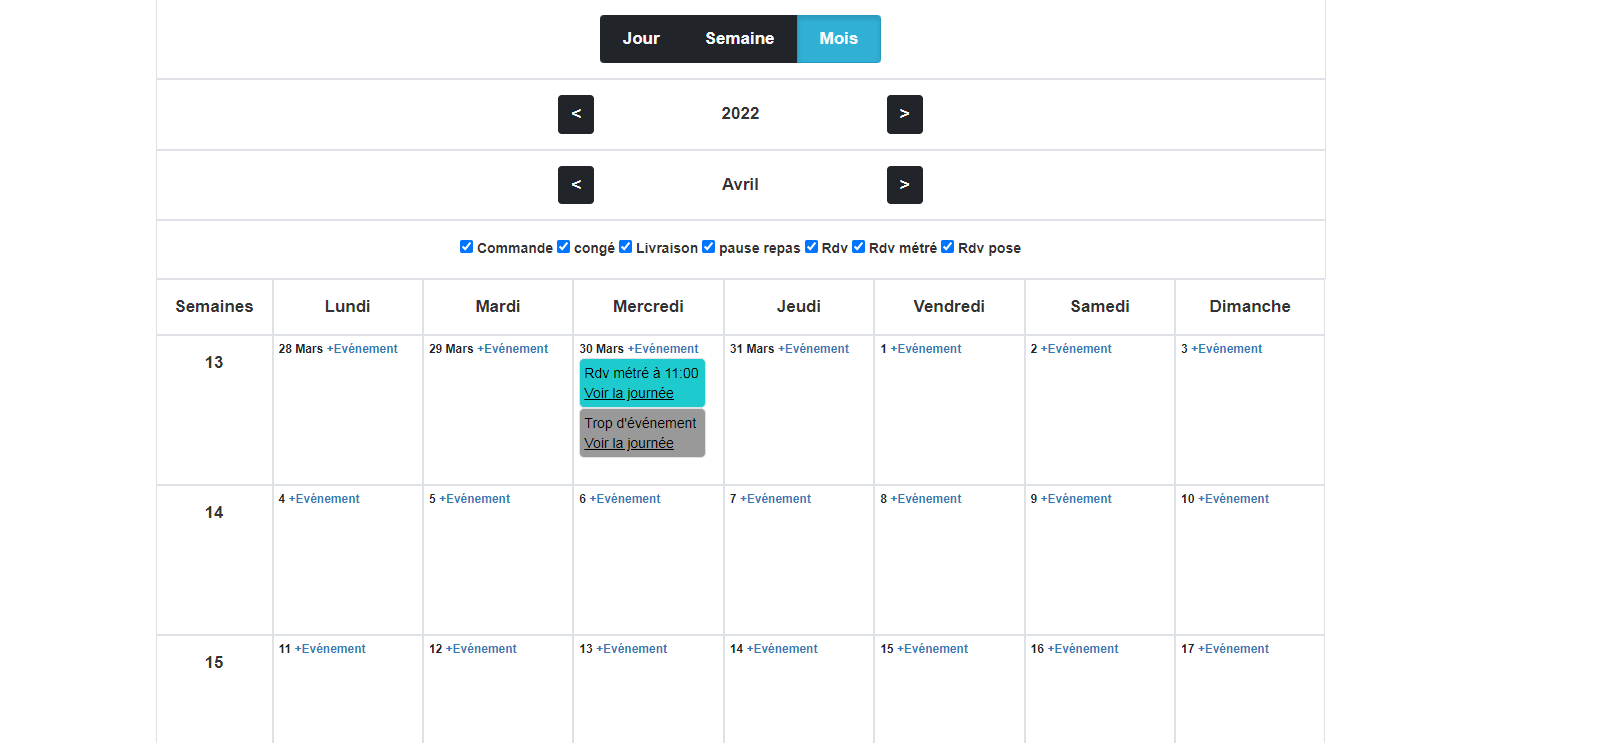 Jour Semaine Mois
< 2022 >
< Avril >
Commande congé Livraison pause repas Rdv Rdv métré Rdv pose
Semaines Lundi Mardi Mercredi Jeudi Vendredi Samedi Dimanche
13 28 Mars +Evénement 29 Mars +Evénement 30 Mars +Evénement 31 Mars +Evénement 1 +Evénement 2 +Evénement 3 +Evénement
Rdv métré à 11:00
Voir la journée
Trop d'événement
Voir la journée
14 4 +Evénement 5 +Evénement 6 +Evénement 7 +Evénement 8 +Evénement 9 +Evénement 10 +Evénement
15 11 +Evénement 12 +Evénement 13 +Evénement 14 +Evénement 15 +Evénement 16 +Evénement 17 +Evénement